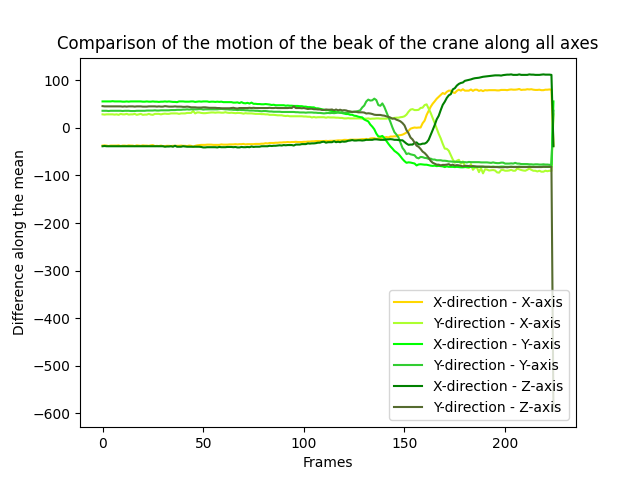 Comparison of the motion of the beak of the crane along all axes
Difference along the mean
100
0
−100
−200
−300
−400
−500
−600
0
50
100
150
200
Frames
X-direction - X-axis
Y-direction - X-axis
X-direction - Y-axis
Y-direction - Y-axis
X-direction - Z-axis
Y-direction - Z-axis